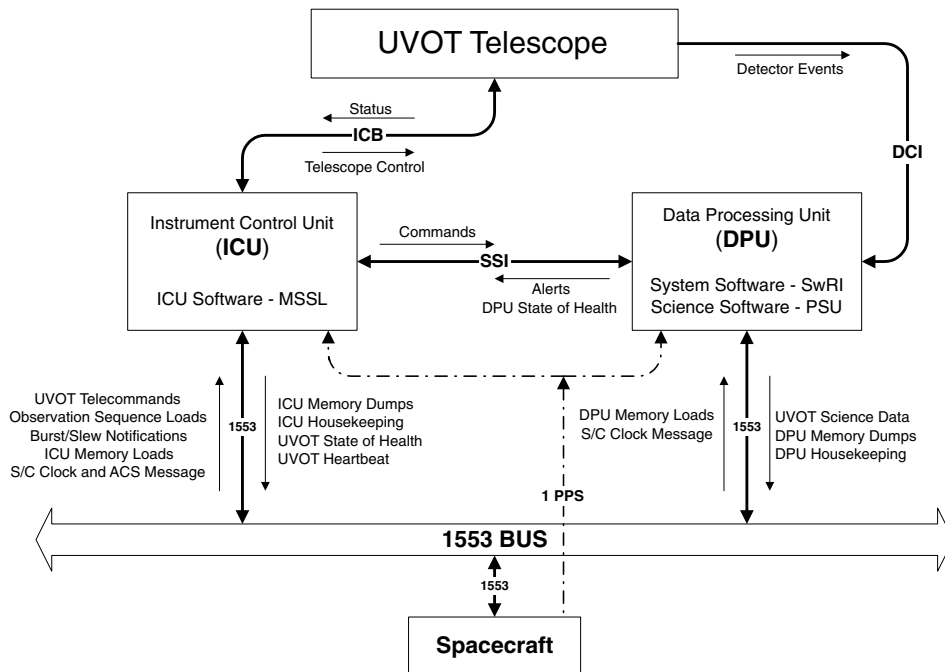 UVOT Telescope
Detector Events
Status
ICB
Telescope Control
DCI
Instrument Control Unit
(ICU)
ICU Software - MSSL
Commands
SSI
Alerts
DPU State of Health
Data Processing Unit
(DPU)
System Software - SwRI
Science Software - PSU
UVOT Telecommands
Observation Sequence Loads
Burst/Slew Notifications
ICU Memory Loads
S/C Clock and ACS Message
1553
ICU Memory Dumps
ICU Housekeeping
UVOT State of Health
UVOT Heartbeat
DPU Memory Loads
S/C Clock Message
1553
UVOT Science Data
DPU Memory Dumps
DPU Housekeeping
1 PPS
1553 BUS
1553
Spacecraft